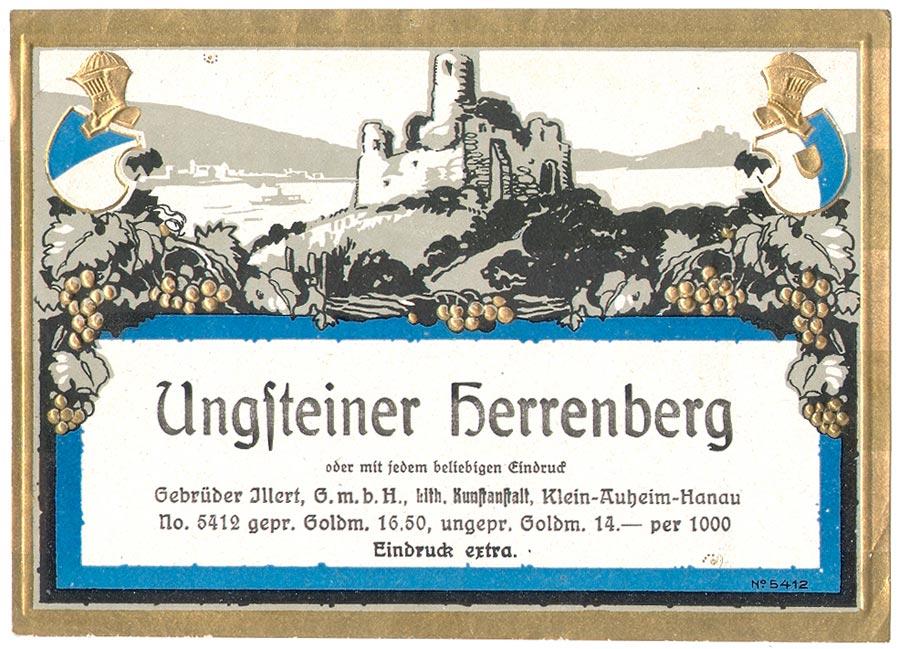 Ungſteiner Herrenberg
oder mit jedem beliebigen Eindruck
Gebrüder Illert, G.m.b.H., Lith. Kunſtanſtalt, Klein-Auheim-Hanau
No. 5412 gepr. Goldm. 16.50, ungepr. Goldm. 14.— per 1000
Eindruck extra.
Nº 5412